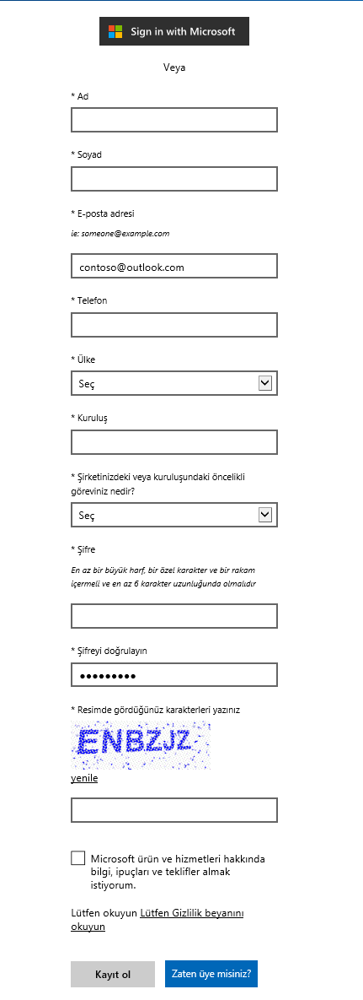 Sign in with Microsoft
Veya
* Ad
* Soyad
* E-posta adresi
ie: someone@example.com
contoso@outlook.com
* Telefon
* Ülke
Seç
* Kuruluş
* Şirketinizdeki veya kuruluşundaki öncelikli
göreviniz nedir?
Seç
* Şifre
En az bir büyük harf, bir özel karakter ve bir rakam
içermeli ve en az 6 karakter uzunluğunda olmalıdır
* Şifreyi doğrulayın
●●●●●●●●●
* Resimde gördüğünüz karakterleri yazınız
ENBZJZ
yenile
Microsoft ürün ve hizmetleri hakkında
bilgi, ipuçları ve teklifler almak
istiyorum.
Lütfen okuyun Lütfen Gizlilik beyanını
okuyun
Kayıt ol
Zaten üye misiniz?